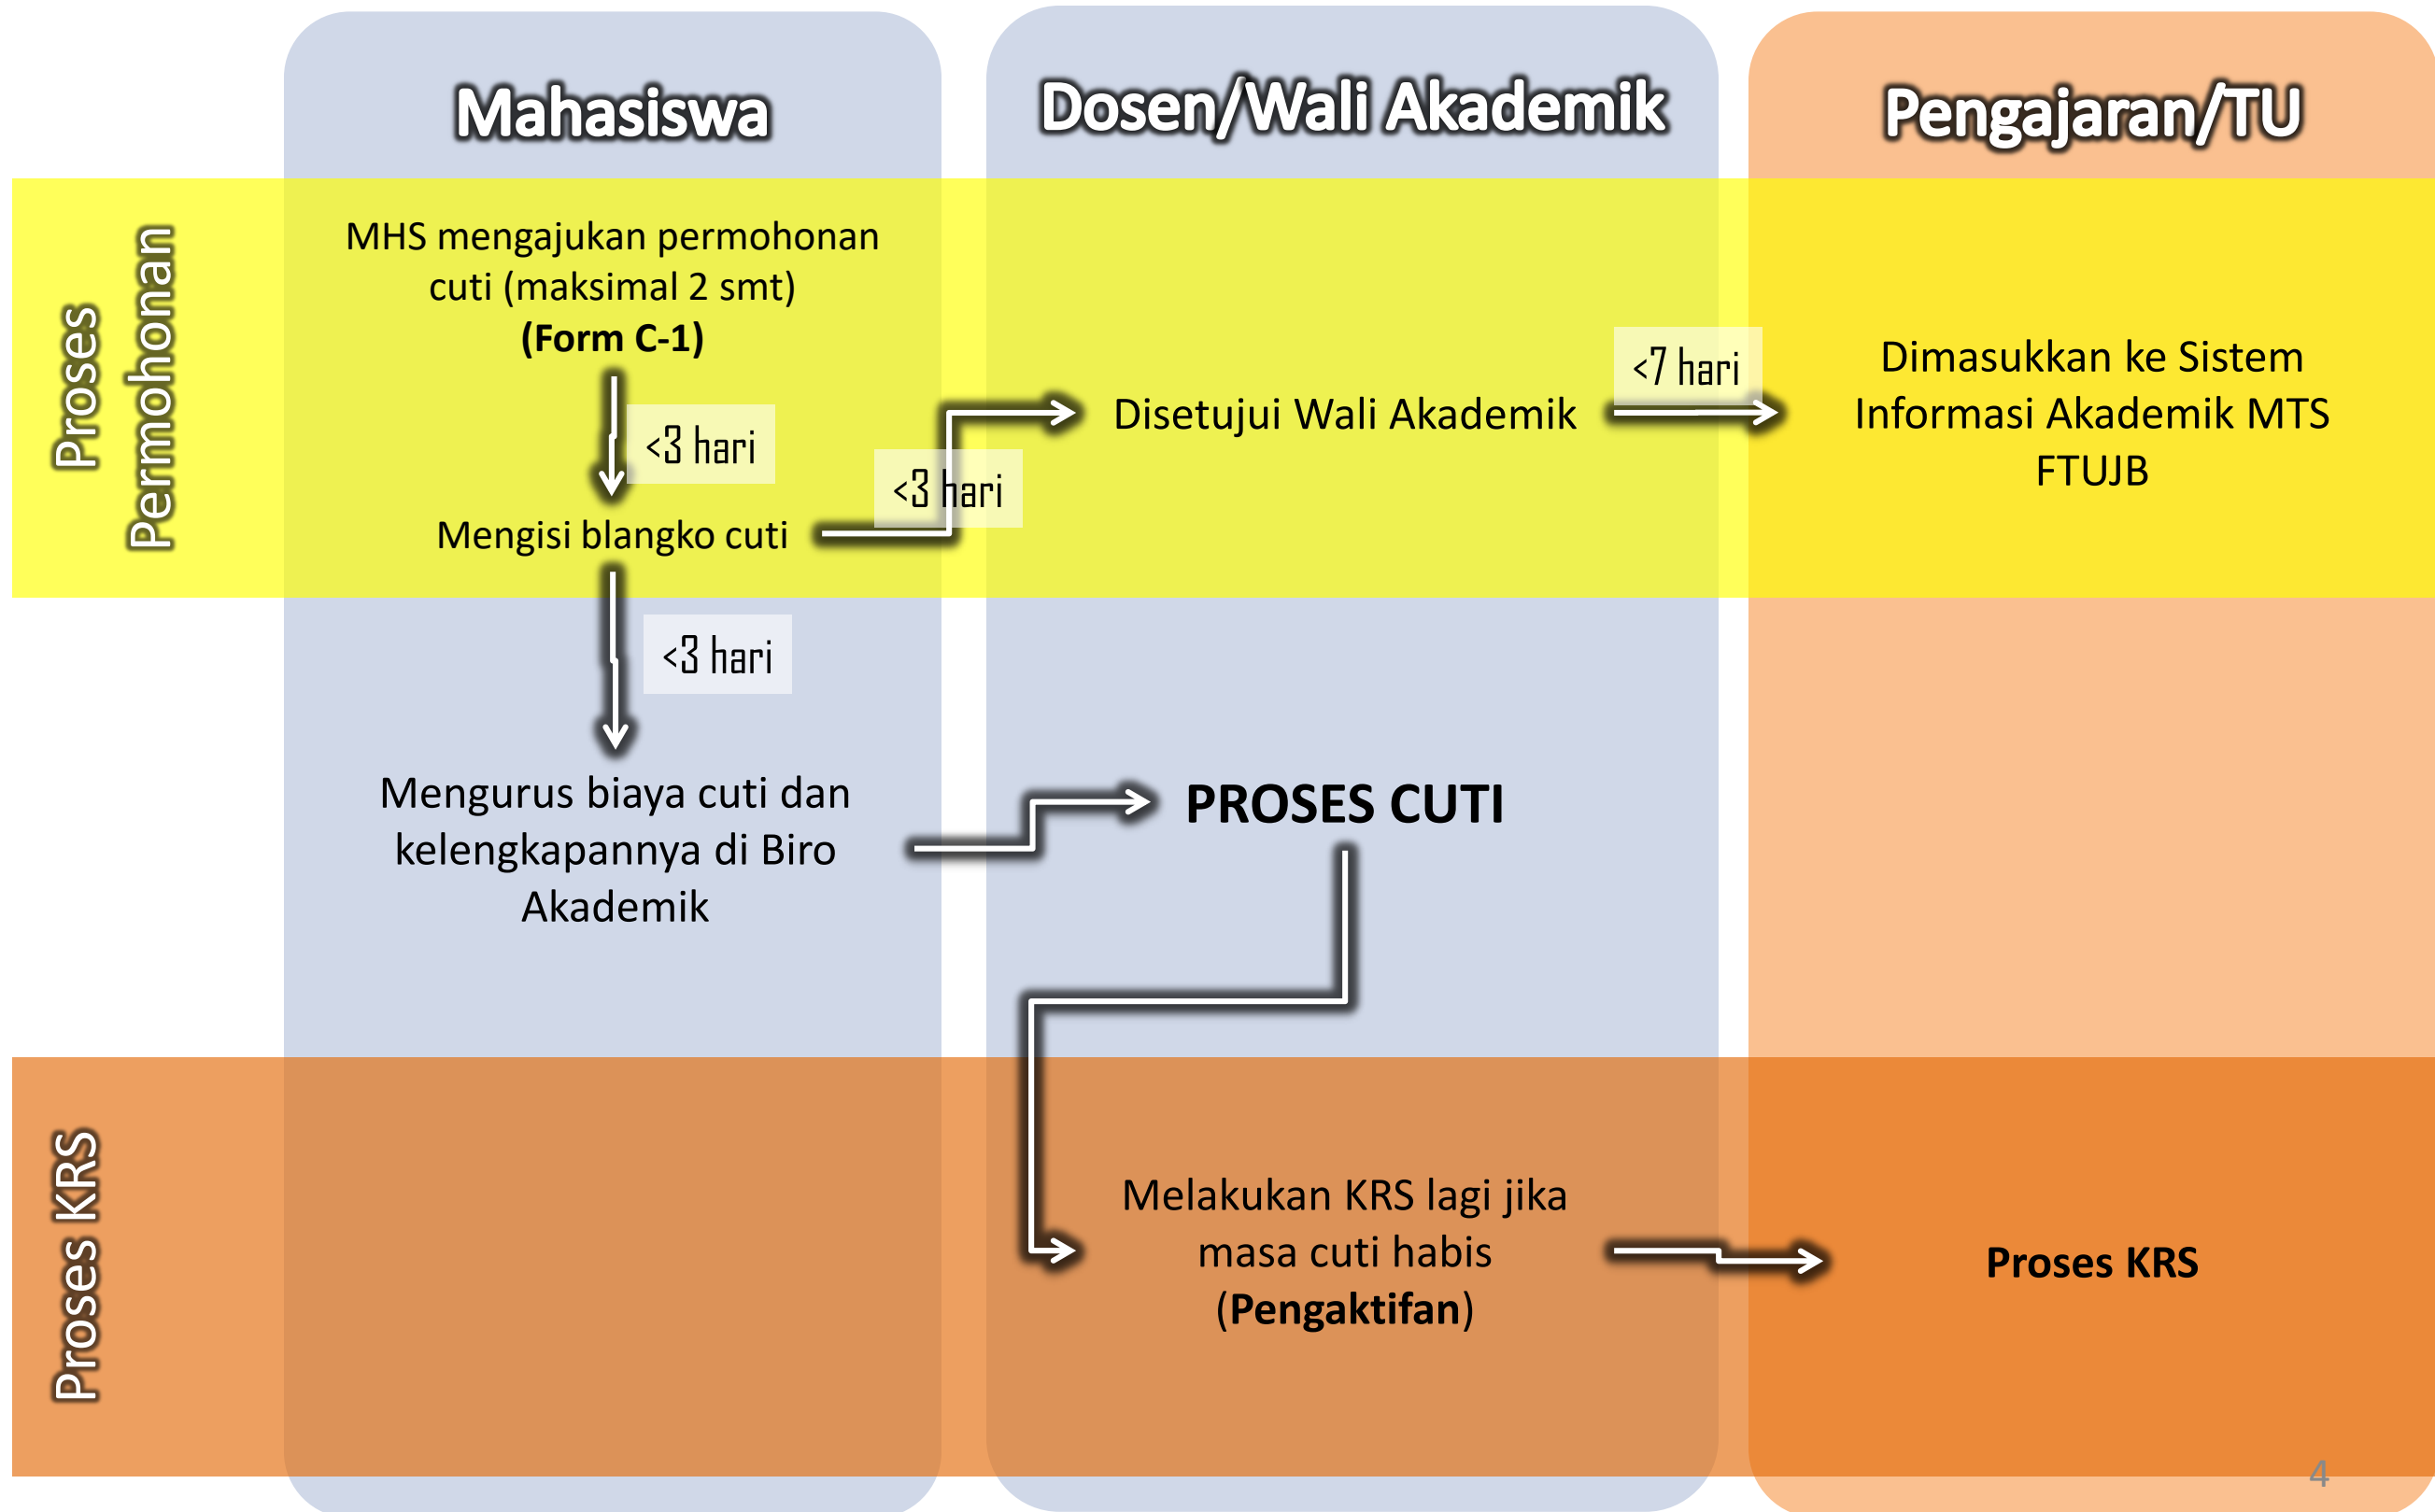 Mahasiswa
Dosen/Wali Akademik
Pengajaran/TU
Proses
Permohonan
MHS mengajukan permohonan
cuti (maksimal 2 smt)
(Form C-1)
<3 hari
Mengisi blangko cuti
<3 hari
Disetujui Wali Akademik
<7 hari
Dimasukkan ke Sistem
Informasi Akademik MTS
FTUJB
<3 hari
Mengurus biaya cuti dan
kelengkapannya di Biro
Akademik
PROSES CUTI
Proses KRS
Melakukan KRS lagi jika
masa cuti habis
(Pengaktifan)
Proses KRS
4